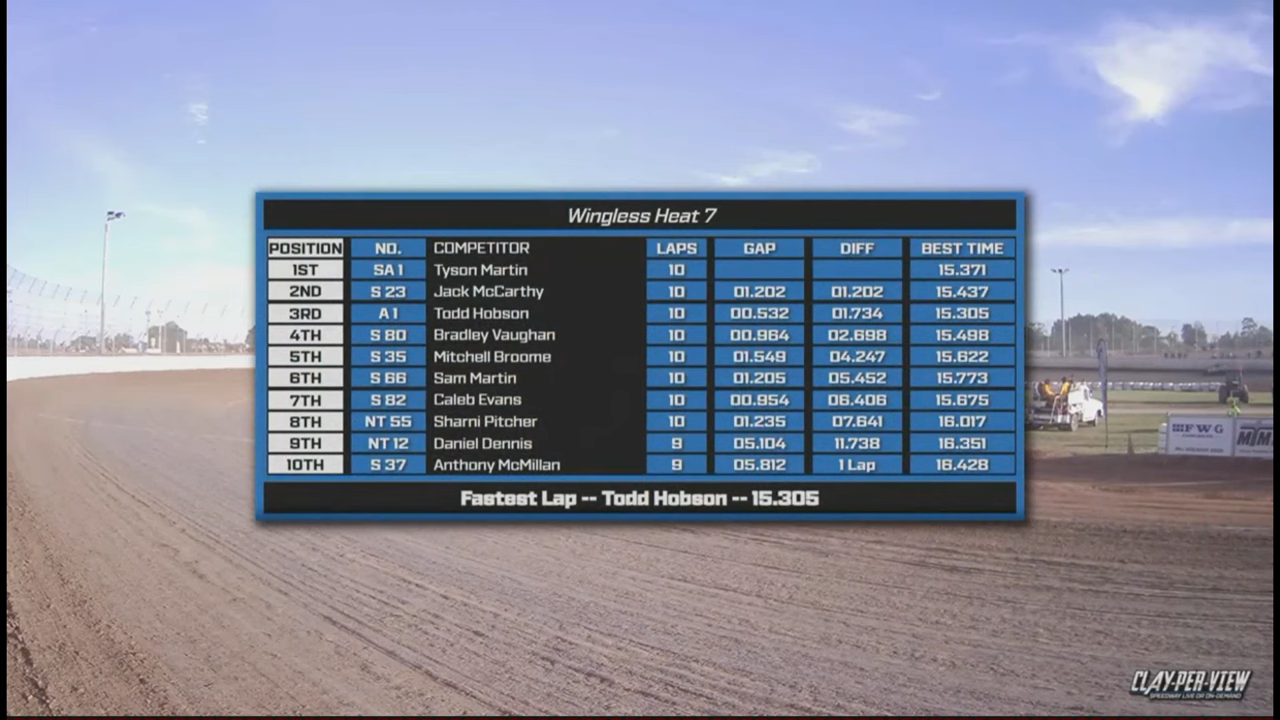 Wingless Heat 7
POSITION NO. COMPETITOR LAPS GAP DIFF BEST TIME
1ST SA 1 Tyson Martin 10 15.371
2ND S 23 Jack McCarthy 10 01.202 01.202 15.437
3RD A 1 Todd Hobson 10 00.532 01.734 15.305
4TH S 80 Bradley Vaughan 10 00.964 02.698 15.498
5TH S 35 Mitchell Broome 10 01.549 04.247 15.622
6TH S 66 Sam Martin 10 01.205 05.452 15.773
7TH S 82 Caleb Evans 10 00.954 06.406 15.675
8TH NT 55 Sharni Pitcher 10 01.235 07.641 16.017
9TH NT 12 Daniel Dennis 9 05.104 11.738 16.351
10TH S 37 Anthony McMillan 9 05.812 1 Lap 16.428
Fastest Lap -- Todd Hobson -- 15.305
FWG
MTM
CLAY-PER-VIEW
SPEEDWAY LIVE OR ON-DEMAND